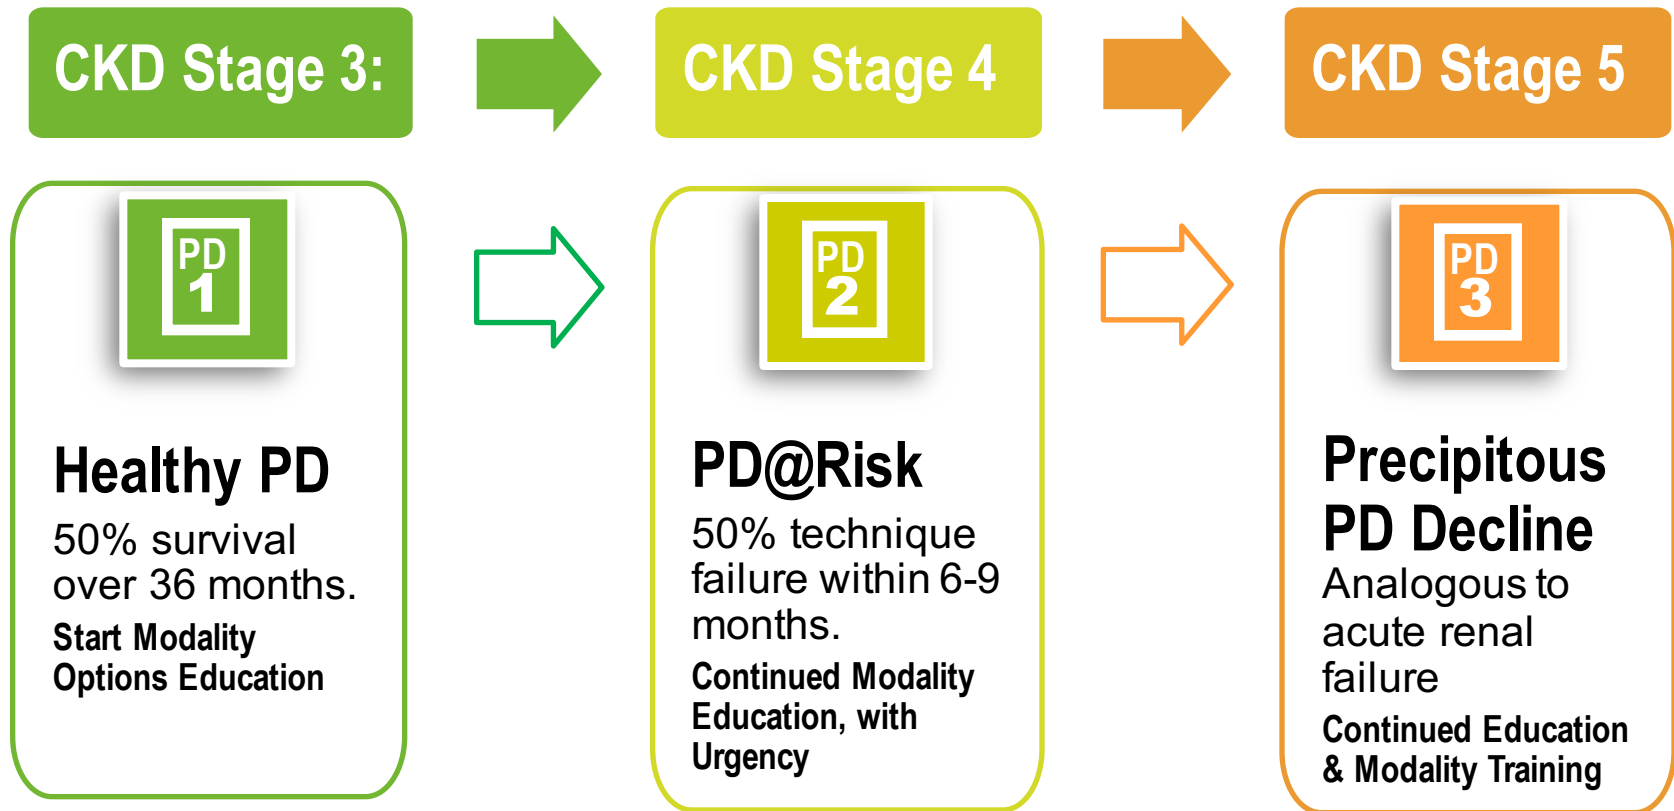 CKD Stage 3:
CKD Stage 4
CKD Stage 5
PD
1
Healthy PD
50% survival
over 36 months.
Start Modality
Options Education
PD
2
PD@Risk
50% technique
failure within 6-9
months.
Continued Modality
Education, with
Urgency
PD
3
Precipitous
PD Decline
Analogous to
acute renal
failure
Continued Education
& Modality Training